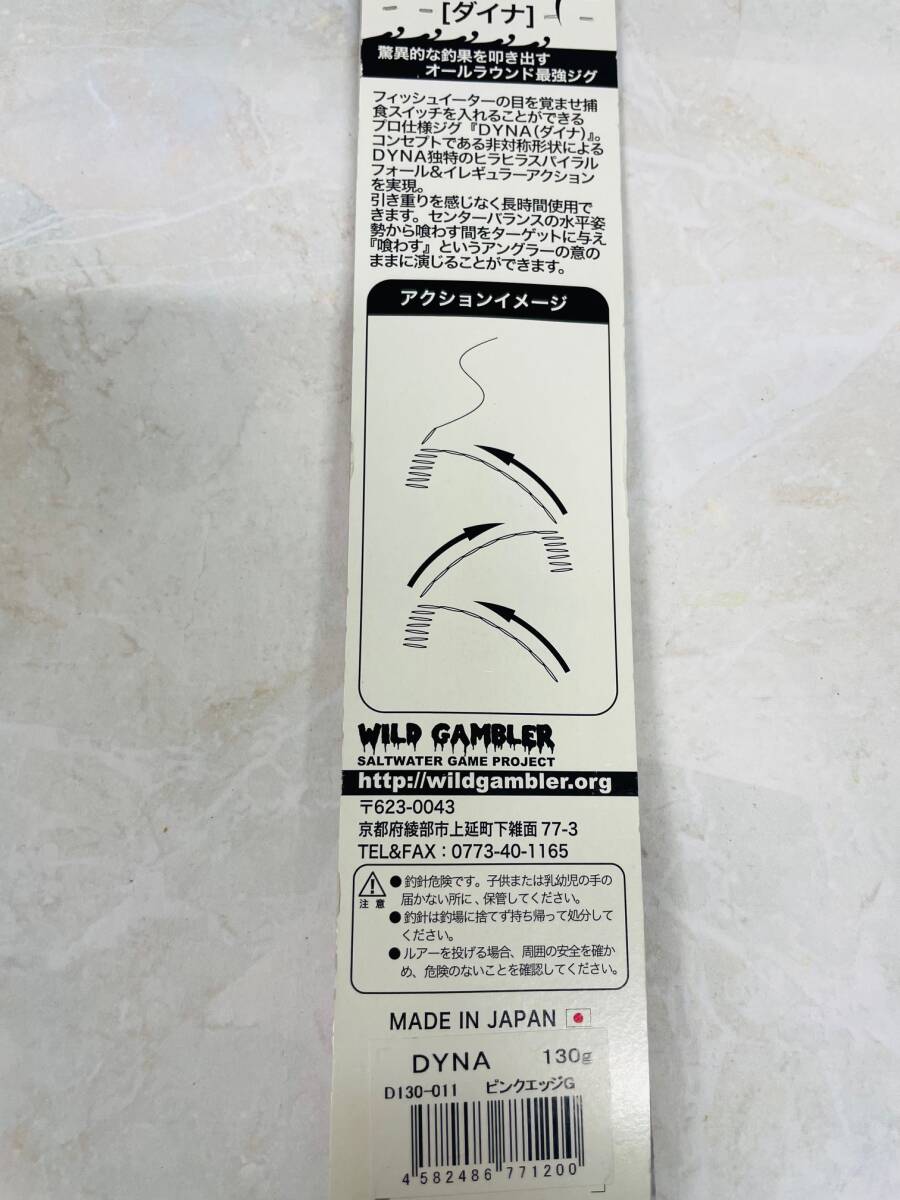 [ダイナ]
驚異的な釣果を叩き出す
オールラウンド最強ジグ
フィッシュイーターの目を覚ませ捕
食スイッチを入れることができる
プロ仕様ジグ『DYNA(ダイナ)』。
コンセプトである非対称形状による
DYNA独特のヒラヒラスパイラル
フォール&イレギュラーアクション
を実現。
引き重りを感じなく長時間使用で
きます。センターバランスの水平姿
勢から喰わす間をターゲットに与え
『喰わす』というアングラーの意の
ままに演じることができます。
アクションイメージ
WILD GAMBLER
SALTWATER GAME PROJECT
http://wildgambler.org
〒623-0043
京都府綾部市上延町下雑面 77-3
TEL&FAX：0773-40-1165
注意
●釣針危険です。子供または乳幼児の手の
届かない所に、保管してください。
●釣針は釣場に捨てず持ち帰って処分して
ください。
●ルアーを投げる場合、周囲の安全を確か
め、危険のないことを確認してください。
MADE IN JAPAN
DYNA 130g
D130-011 ピンクエッジG
4 582486 771200